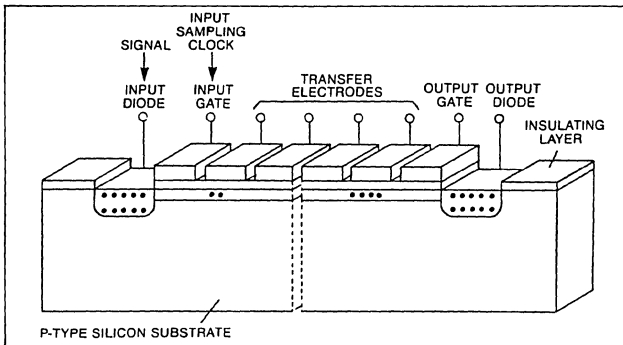 SIGNAL
INPUT
SAMPLING
CLOCK
INPUT
DIODE
INPUT
GATE
TRANSFER
ELECTRODES
OUTPUT
GATE
OUTPUT
DIODE
INSULATING
LAYER
P-TYPE SILICON SUBSTRATE